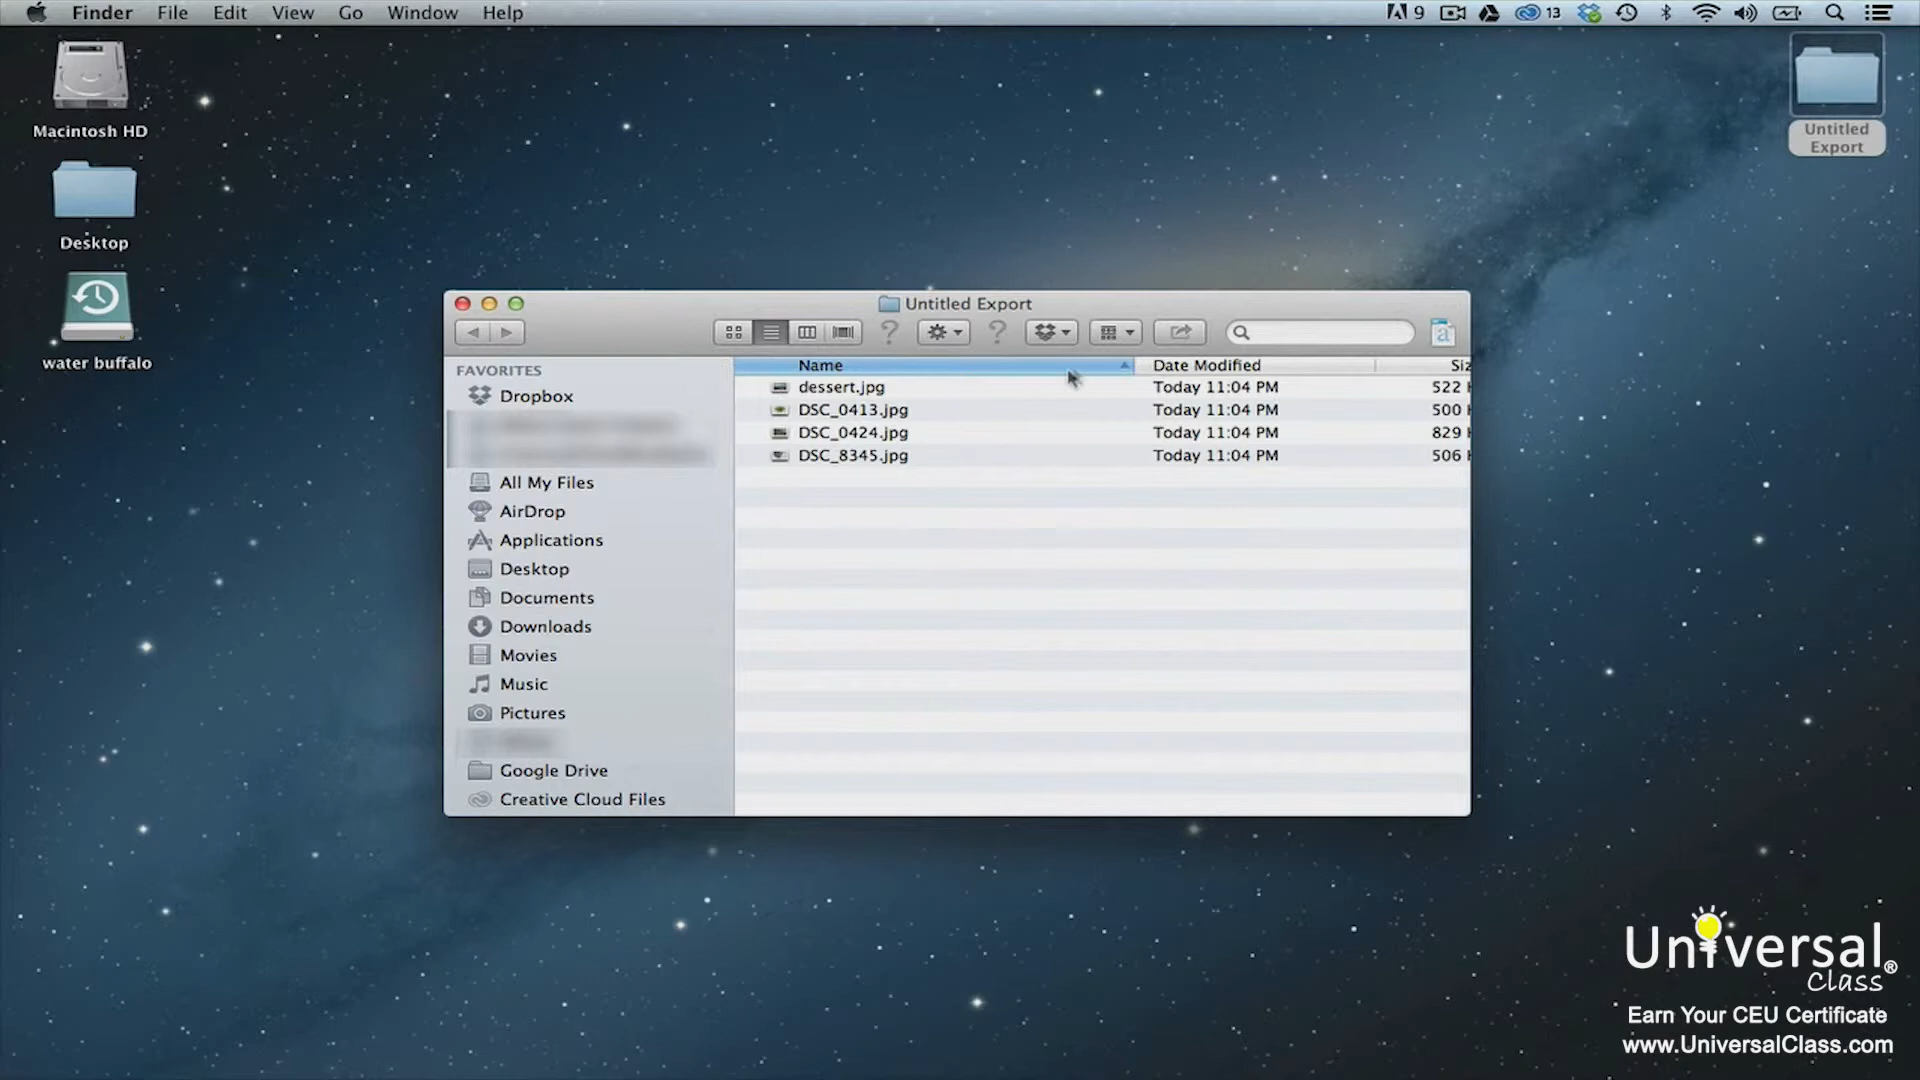 Finder File Edit View Go Window Help 9 13
Macintosh HD
Desktop
water buffalo
Untitled
Export
Untitled Export
FAVORITES
Dropbox
All My Files
AirDrop
Applications
Desktop
Documents
Downloads
Movies
Music
Pictures
Google Drive
Creative Cloud Files
Name Date Modified Siz
dessert.jpg Today 11:04 PM 522
DSC_0413.jpg Today 11:04 PM 500
DSC_0424.jpg Today 11:04 PM 829
DSC_8345.jpg Today 11:04 PM 506
Universal®
Class
Earn Your CEU Certificate
www.UniversalClass.com